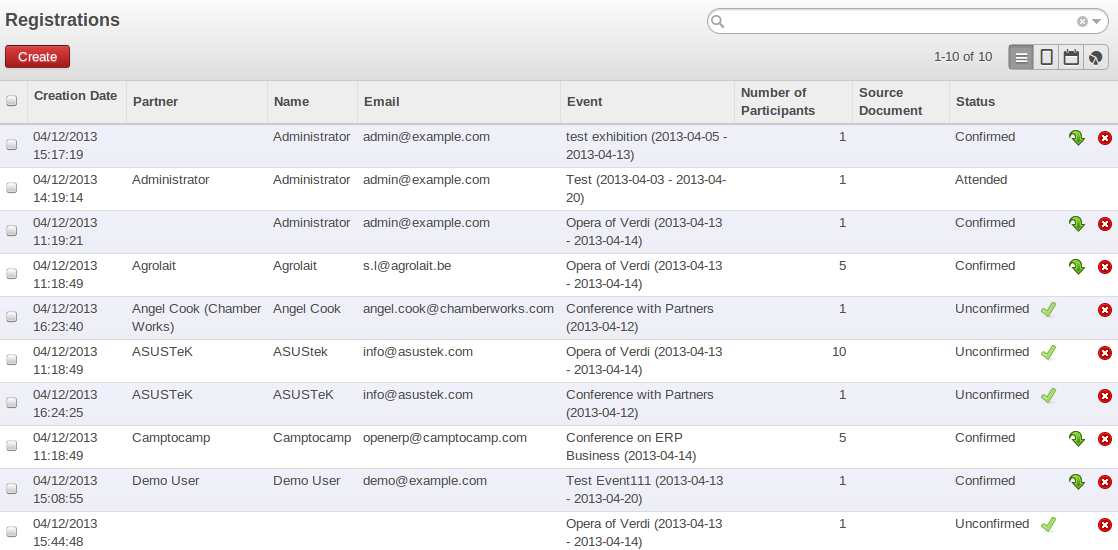 Registrations
Create
1-10 of 10
Creation Date Partner Name Email Event Number of Participants Source Document Status
04/12/2013 Administrator admin@example.com test exhibition (2013-04-05 - 1 Confirmed
15:17:19 2013-04-13)
04/12/2013 Administrator Administrator admin@example.com Test (2013-04-03 - 2013-04- 1 Attended
14:19:14 20)
04/12/2013 Administrator admin@example.com Opera of Verdi (2013-04-13 1 Confirmed
11:19:21 - 2013-04-14)
04/12/2013 Agrolait Agrolait s.l@agrolait.be Opera of Verdi (2013-04-13 5 Confirmed
11:18:49 - 2013-04-14)
04/12/2013 Angel Cook (Chamber Angel Cook angel.cook@chamberworks.com Conference with Partners 1 Unconfirmed
16:23:40 Works) (2013-04-12)
04/12/2013 ASUSTeK ASUStek info@asustek.com Opera of Verdi (2013-04-13 10 Unconfirmed
11:18:49 - 2013-04-14)
04/12/2013 ASUSTeK ASUSTeK info@asustek.com Conference with Partners 1 Unconfirmed
16:24:25 (2013-04-12)
04/12/2013 Camptocamp Camptocamp openerp@camptocamp.com Conference on ERP 5 Confirmed
11:18:49 Business (2013-04-14)
04/12/2013 Demo User Demo User demo@example.com Test Event111 (2013-04-13 1 Confirmed
15:08:55 - 2013-04-20)
04/12/2013 Opera of Verdi (2013-04-13 1 Unconfirmed
15:44:48 - 2013-04-14)